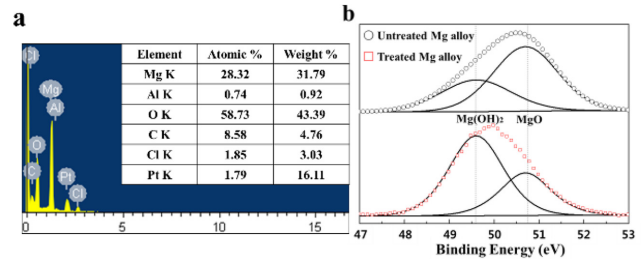 a
Element Atomic % Weight %
Mg K 28.32 31.79
Al K 0.74 0.92
O K 58.73 43.39
C K 8.58 4.76
Cl K 1.85 3.03
Pt K 1.79 16.11
Cl
Mg
Al
O
C
Pt
Cl
0 5 10 15
b
Untreated Mg alloy
Treated Mg alloy
Mg(OH)₂ MgO
47 48 49 50 51 52 53
Binding Energy (eV)